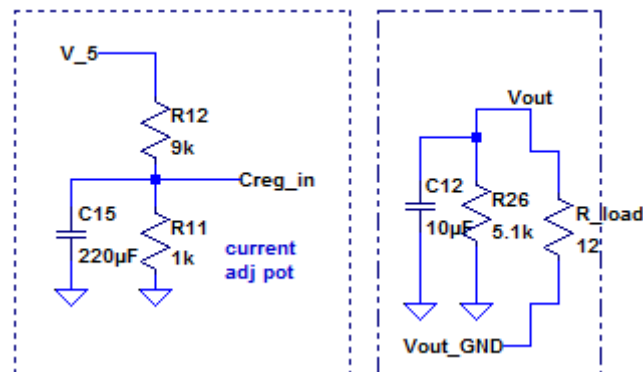 V_5
R12
9k
Creg_in
C15
220µF
R11
1k
current
adj pot
Vout
C12
10µF
R26
5.1k
R_load
12
Vout_GND